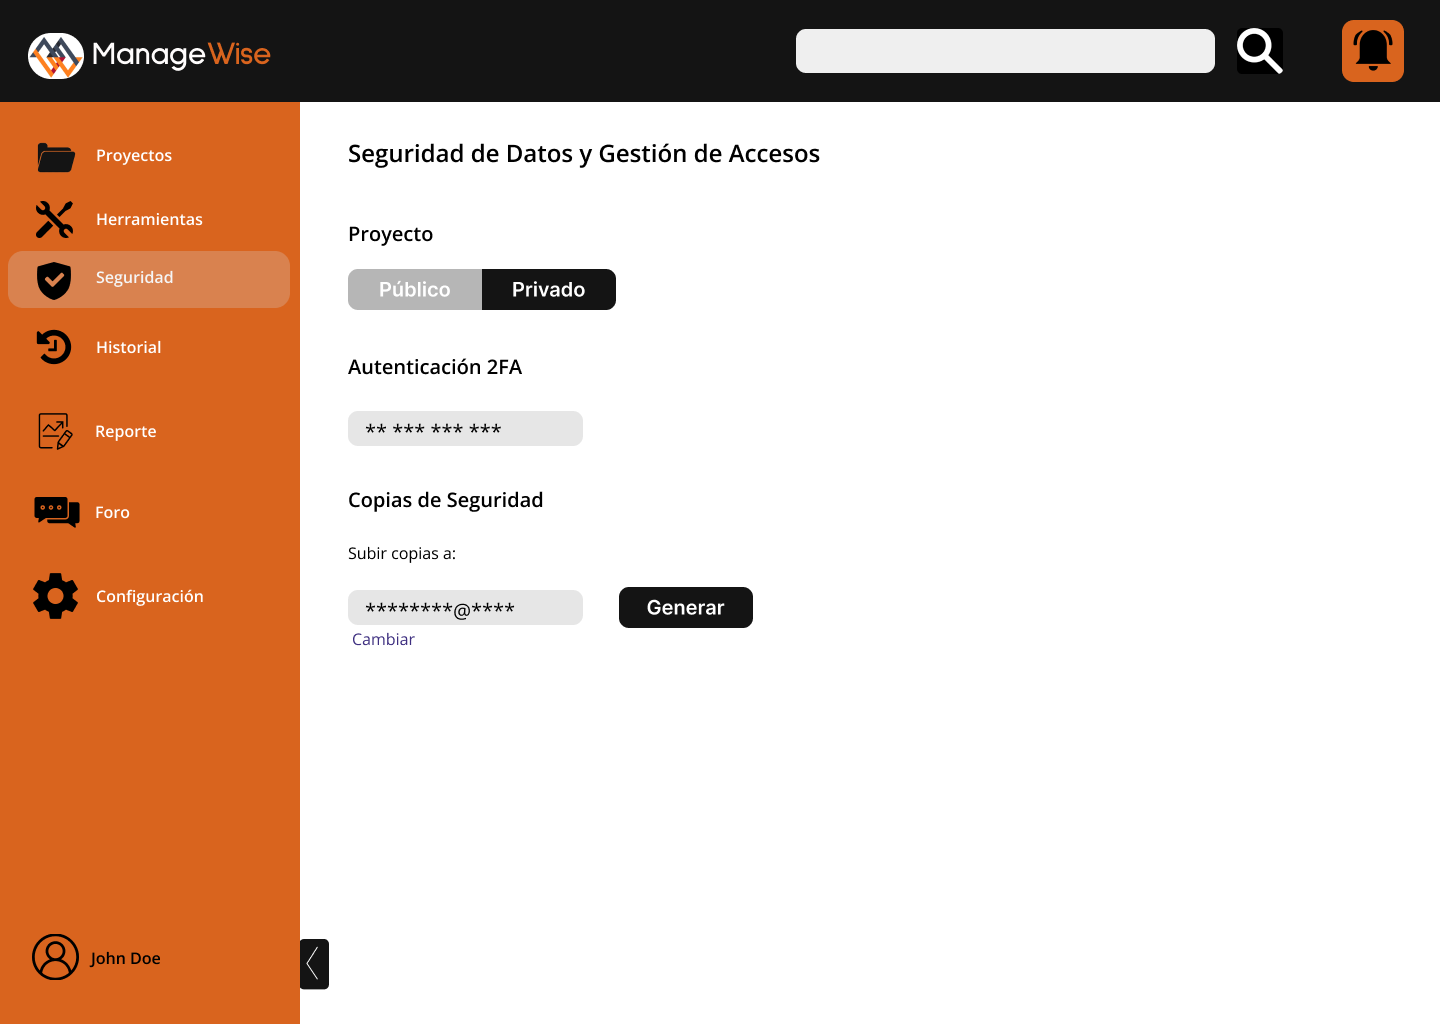 ManageWise
Proyectos
Herramientas
Seguridad
Historial
Reporte
Foro
Configuración
John Doe
Seguridad de Datos y Gestión de Accesos
Proyecto
Público Privado
Autenticación 2FA
** *** *** ***
Copias de Seguridad
Subir copias a:
********@****
Generar
Cambiar